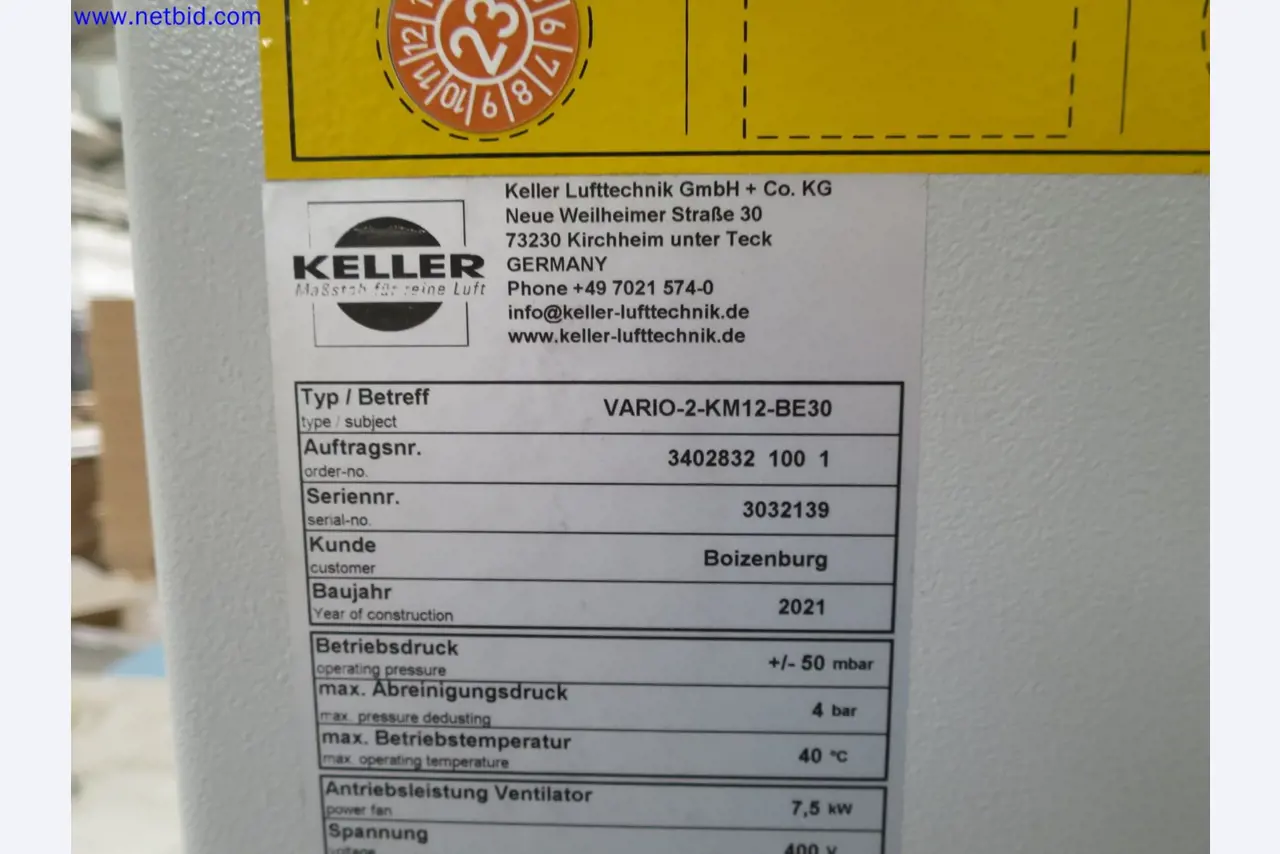 www.netbid.com
23
6
7
8
9
10
11
12
Keller Lufttechnik GmbH + Co. KG
Neue Weilheimer Straße 30
73230 Kirchheim unter Teck
GERMANY
Phone +49 7021 574-0
info@keller-lufttechnik.de
www.keller-lufttechnik.de
KELLER
Maßstab für reine Luft
Typ / Betreff
type / subject
VARIO-2-KM12-BE30
Auftragsnr.
order-no.
3402832 100 1
Seriennr.
serial-no.
3032139
Kunde
customer
Boizenburg
Baujahr
Year of construction
2021
Betriebsdruck
operating pressure
+/- 50 mbar
max. Abreinigungsdruck
max. pressure dedusting
4 bar
max. Betriebstemperatur
max. operating temperature
40 °C
Antriebsleistung Ventilator
power fan
7,5 kW
Spannung
voltage
400 V